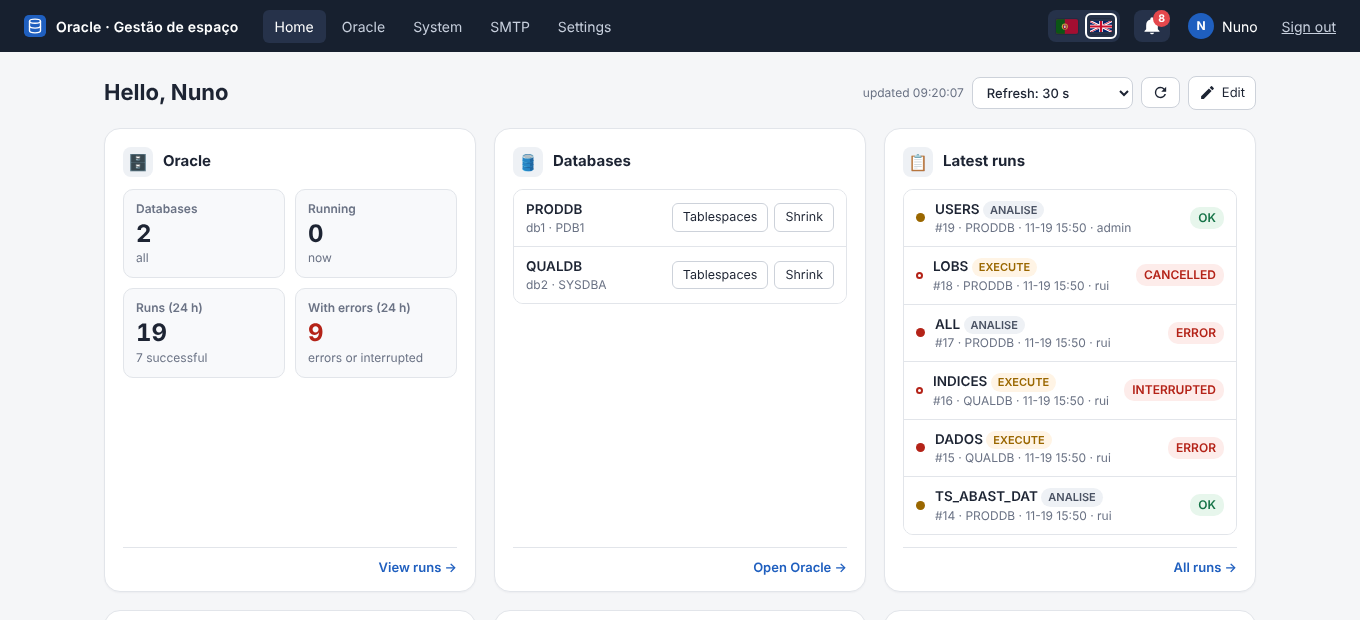 Oracle · Gestão de espaço
Home
Oracle
System
SMTP
Settings
8
N
Nuno
Sign out
Hello, Nuno
updated 09:20:07
Refresh: 30 s
Edit
Oracle
Databases
2
all
Running
0
now
Runs (24 h)
19
7 successful
With errors (24 h)
9
errors or interrupted
View runs →
Databases
PRODDB
db1 · PDB1
Tablespaces
Shrink
QUALDB
db2 · SYSDBA
Tablespaces
Shrink
Open Oracle →
Latest runs
USERS ANALISE
#19 · PRODDB · 11-19 15:50 · admin
OK
LOBS EXECUTE
#18 · PRODDB · 11-19 15:50 · rui
CANCELLED
ALL ANALISE
#17 · PRODDB · 11-19 15:50 · rui
ERROR
INDICES EXECUTE
#16 · QUALDB · 11-19 15:50 · rui
INTERRUPTED
DADOS EXECUTE
#15 · QUALDB · 11-19 15:50 · rui
ERROR
TS_ABAST_DAT ANALISE
#14 · PRODDB · 11-19 15:50 · rui
OK
All runs →